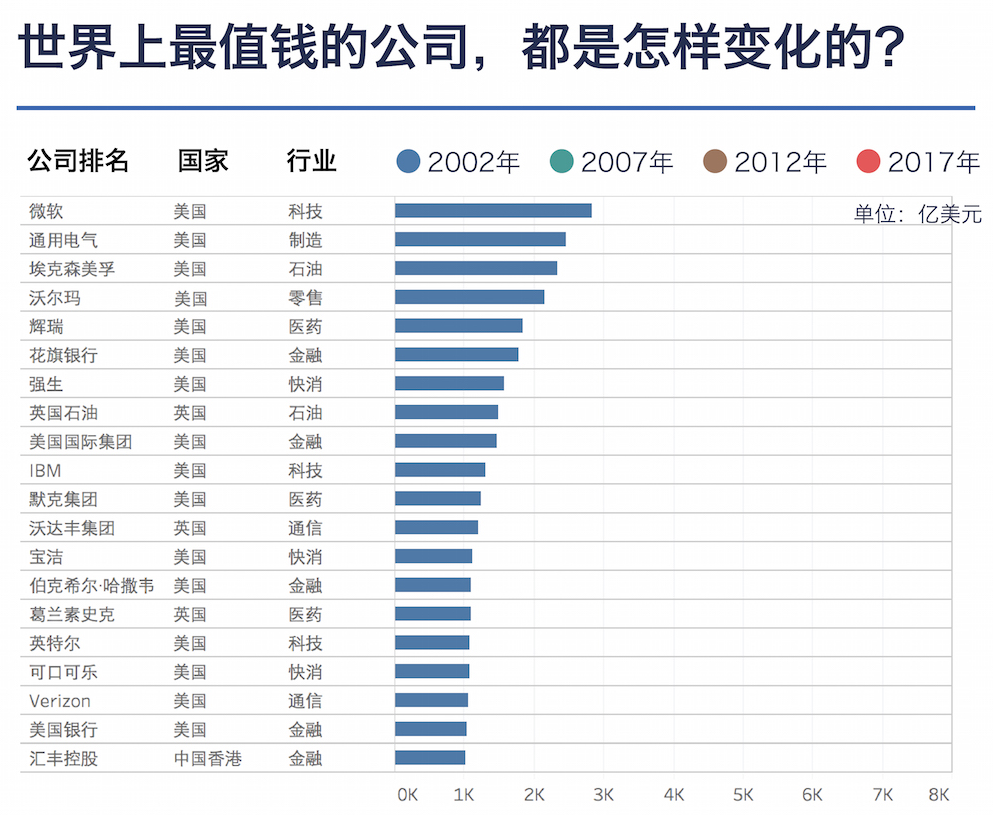 世界上最值钱的公司，都是怎样变化的？
公司排名 国家 行业 2002年 2007年 2012年 2017年
单位：亿美元
微软 美国 科技
通用电气 美国 制造
埃克森美孚 美国 石油
沃尔玛 美国 零售
辉瑞 美国 医药
花旗银行 美国 金融
强生 美国 快消
英国石油 英国 石油
美国国际集团 美国 金融
IBM 美国 科技
默克集团 美国 医药
沃达丰集团 英国 通信
宝洁 美国 快消
伯克希尔·哈撒韦 美国 金融
葛兰素史克 英国 医药
英特尔 美国 科技
可口可乐 美国 快消
Verizon 美国 通信
美国银行 美国 金融
汇丰控股 中国香港 金融
0K 1K 2K 3K 4K 5K 6K 7K 8K